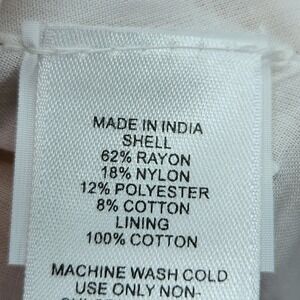 MADE IN INDIA
SHELL
62% RAYON
18% NYLON
12% POLYESTER
8% COTTON
LINING
100% COTTON
MACHINE WASH COLD
USE ONLY NON-